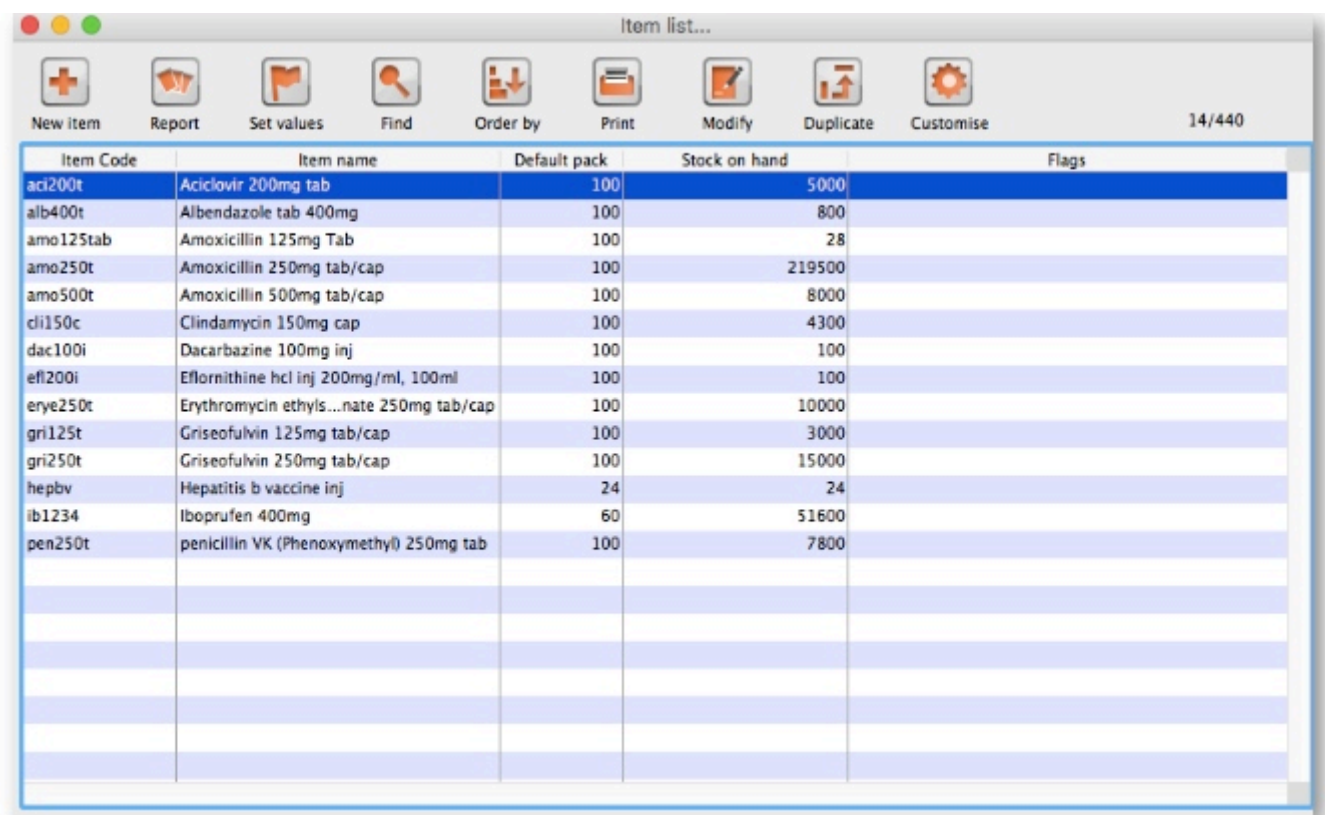 Item list...
New item Report Set values Find Order by Print Modify Duplicate Customise 14/440
Item Code Item name Default pack Stock on hand Flags
aci200t Aciclovir 200mg tab 100 5000
alb400t Albendazole tab 400mg 100 800
amo125tab Amoxicillin 125mg Tab 100 28
amo250t Amoxicillin 250mg tab/cap 100 219500
amo500t Amoxicillin 500mg tab/cap 100 8000
cli150c Clindamycin 150mg cap 100 4300
dac100i Dacarbazine 100mg inj 100 100
efl200i Eflornithine hcl inj 200mg/ml, 100ml 100 100
erye250t Erythromycin ethyls...nate 250mg tab/cap 100 10000
gri125t Griseofulvin 125mg tab/cap 100 3000
gri250t Griseofulvin 250mg tab/cap 100 15000
hepbv Hepatitis b vaccine inj 24 24
ib1234 Iboprufen 400mg 60 51600
pen250t penicillin VK (Phenoxymethyl) 250mg tab 100 7800